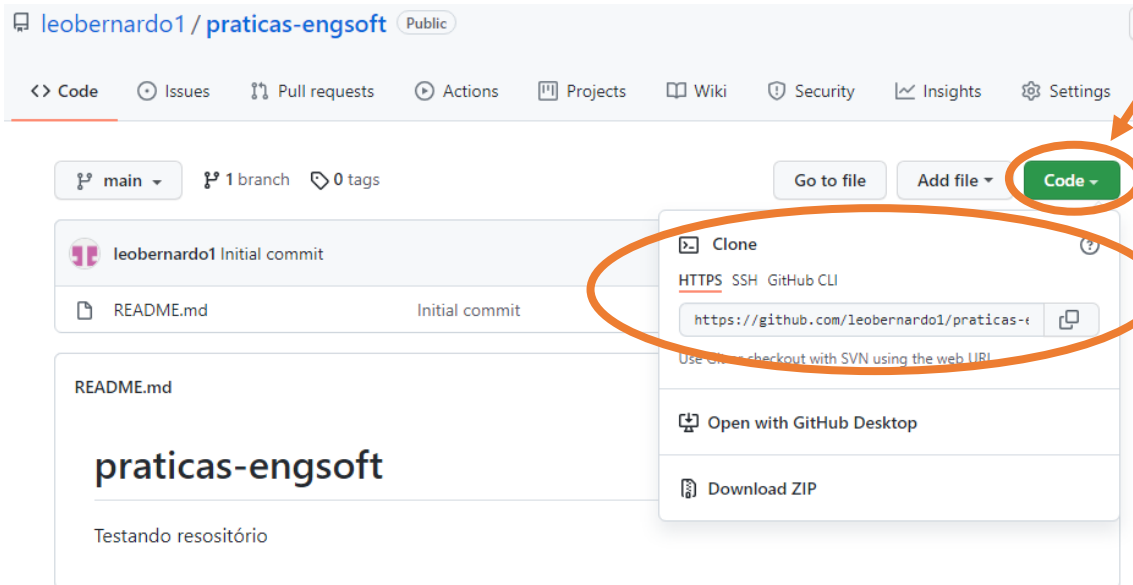 leobernardo1 / praticas-engsoft Public
<> Code Issues Pull requests Actions Projects Wiki Security Insights Settings
main 1 branch 0 tags Go to file Add file Code
leobernardo1 Initial commit
README.md Initial commit
Clone
HTTPS SSH GitHub CLI
https://github.com/leobernardo1/praticas-e
Use Git or checkout with SVN using the web URL
Open with GitHub Desktop
Download ZIP
README.md
praticas-engsoft
Testando resositório